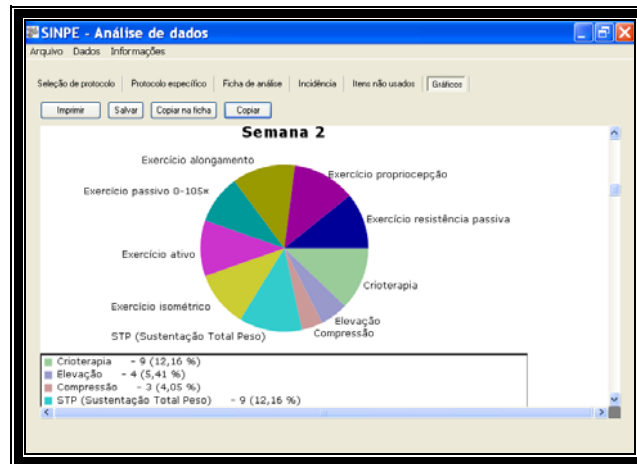 SINPE - Análise de dados
Arquivo Dados Informações
Seleção de protocolo Protocolo específico Ficha de análise Incidência Itens não usados Gráficos
Imprimir Salvar Copiar na ficha Copiar
Semana 2
Exercício alongamento
Exercício propriocepção
Exercício passivo 0-105×
Exercício resistência passiva
Exercício ativo
Crioterapia
Exercício isométrico
Elevação
STP (Sustentação Total Peso)
Compressão
Crioterapia - 9 (12,16 %)
Elevação - 4 (5,41 %)
Compressão - 3 (4,05 %)
STP (Sustentação Total Peso) - 9 (12,16 %)